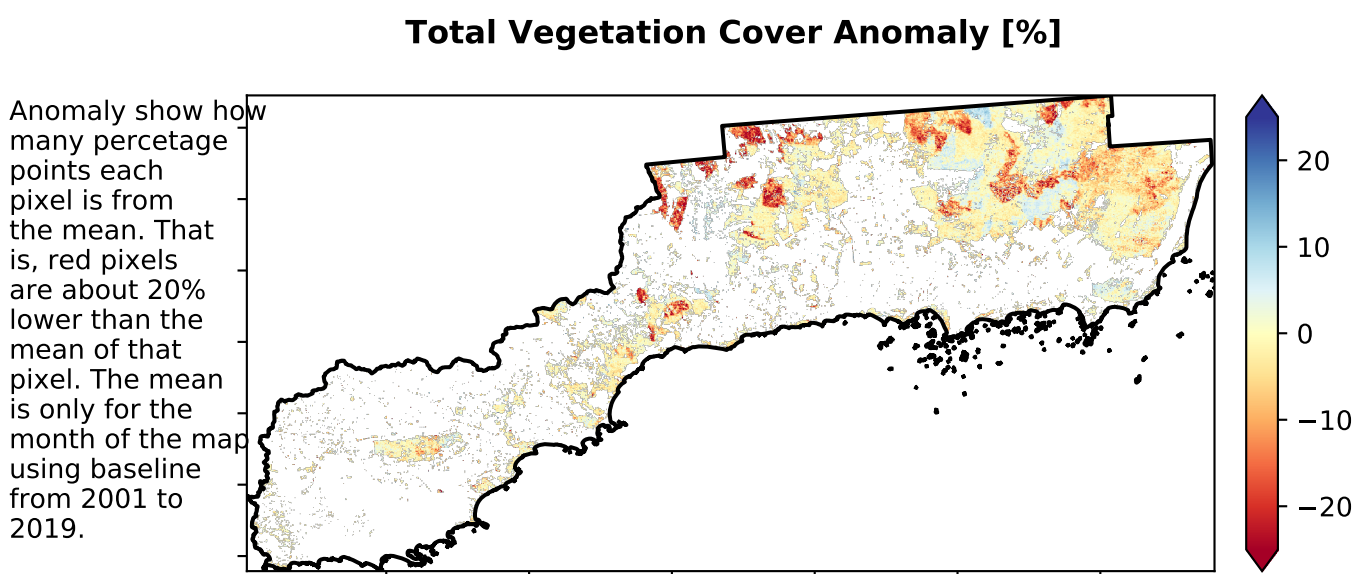 Total Vegetation Cover Anomaly [%]
Anomaly show how
many percetage
points each
pixel is from
the mean. That
is, red pixels
are about 20%
lower than the
mean of that
pixel. The mean
is only for the
month of the map
using baseline
from 2001 to
2019.
20
10
0
−10
−20